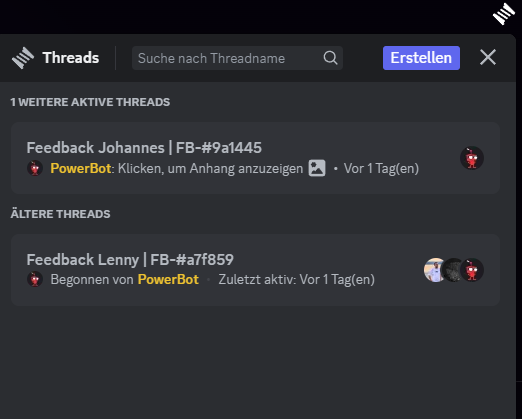 Threads
Suche nach Threadname
Erstellen
1 WEITERE AKTIVE THREADS
Feedback Johannes | FB-#9a1445
PowerBot: Klicken, um Anhang anzuzeigen • Vor 1 Tag(en)
ÄLTERE THREADS
Feedback Lenny | FB-#a7f859
Begonnen von PowerBot • Zuletzt aktiv: Vor 1 Tag(en)